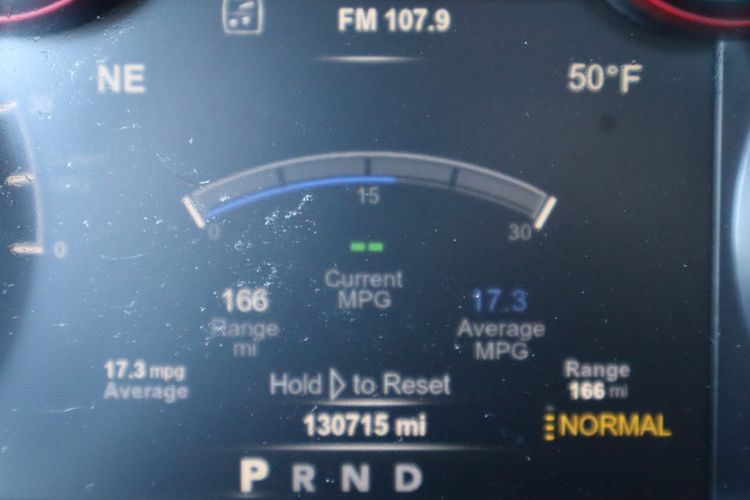 FM 107.9
NE 50°F
15
0 30
0
--
Current
MPG
166
Range
mi
17.3
Average
MPG
17.3 mpg
Average
Range
166 mi
Hold ▷ to Reset
130715 mi
NORMAL
P R N D